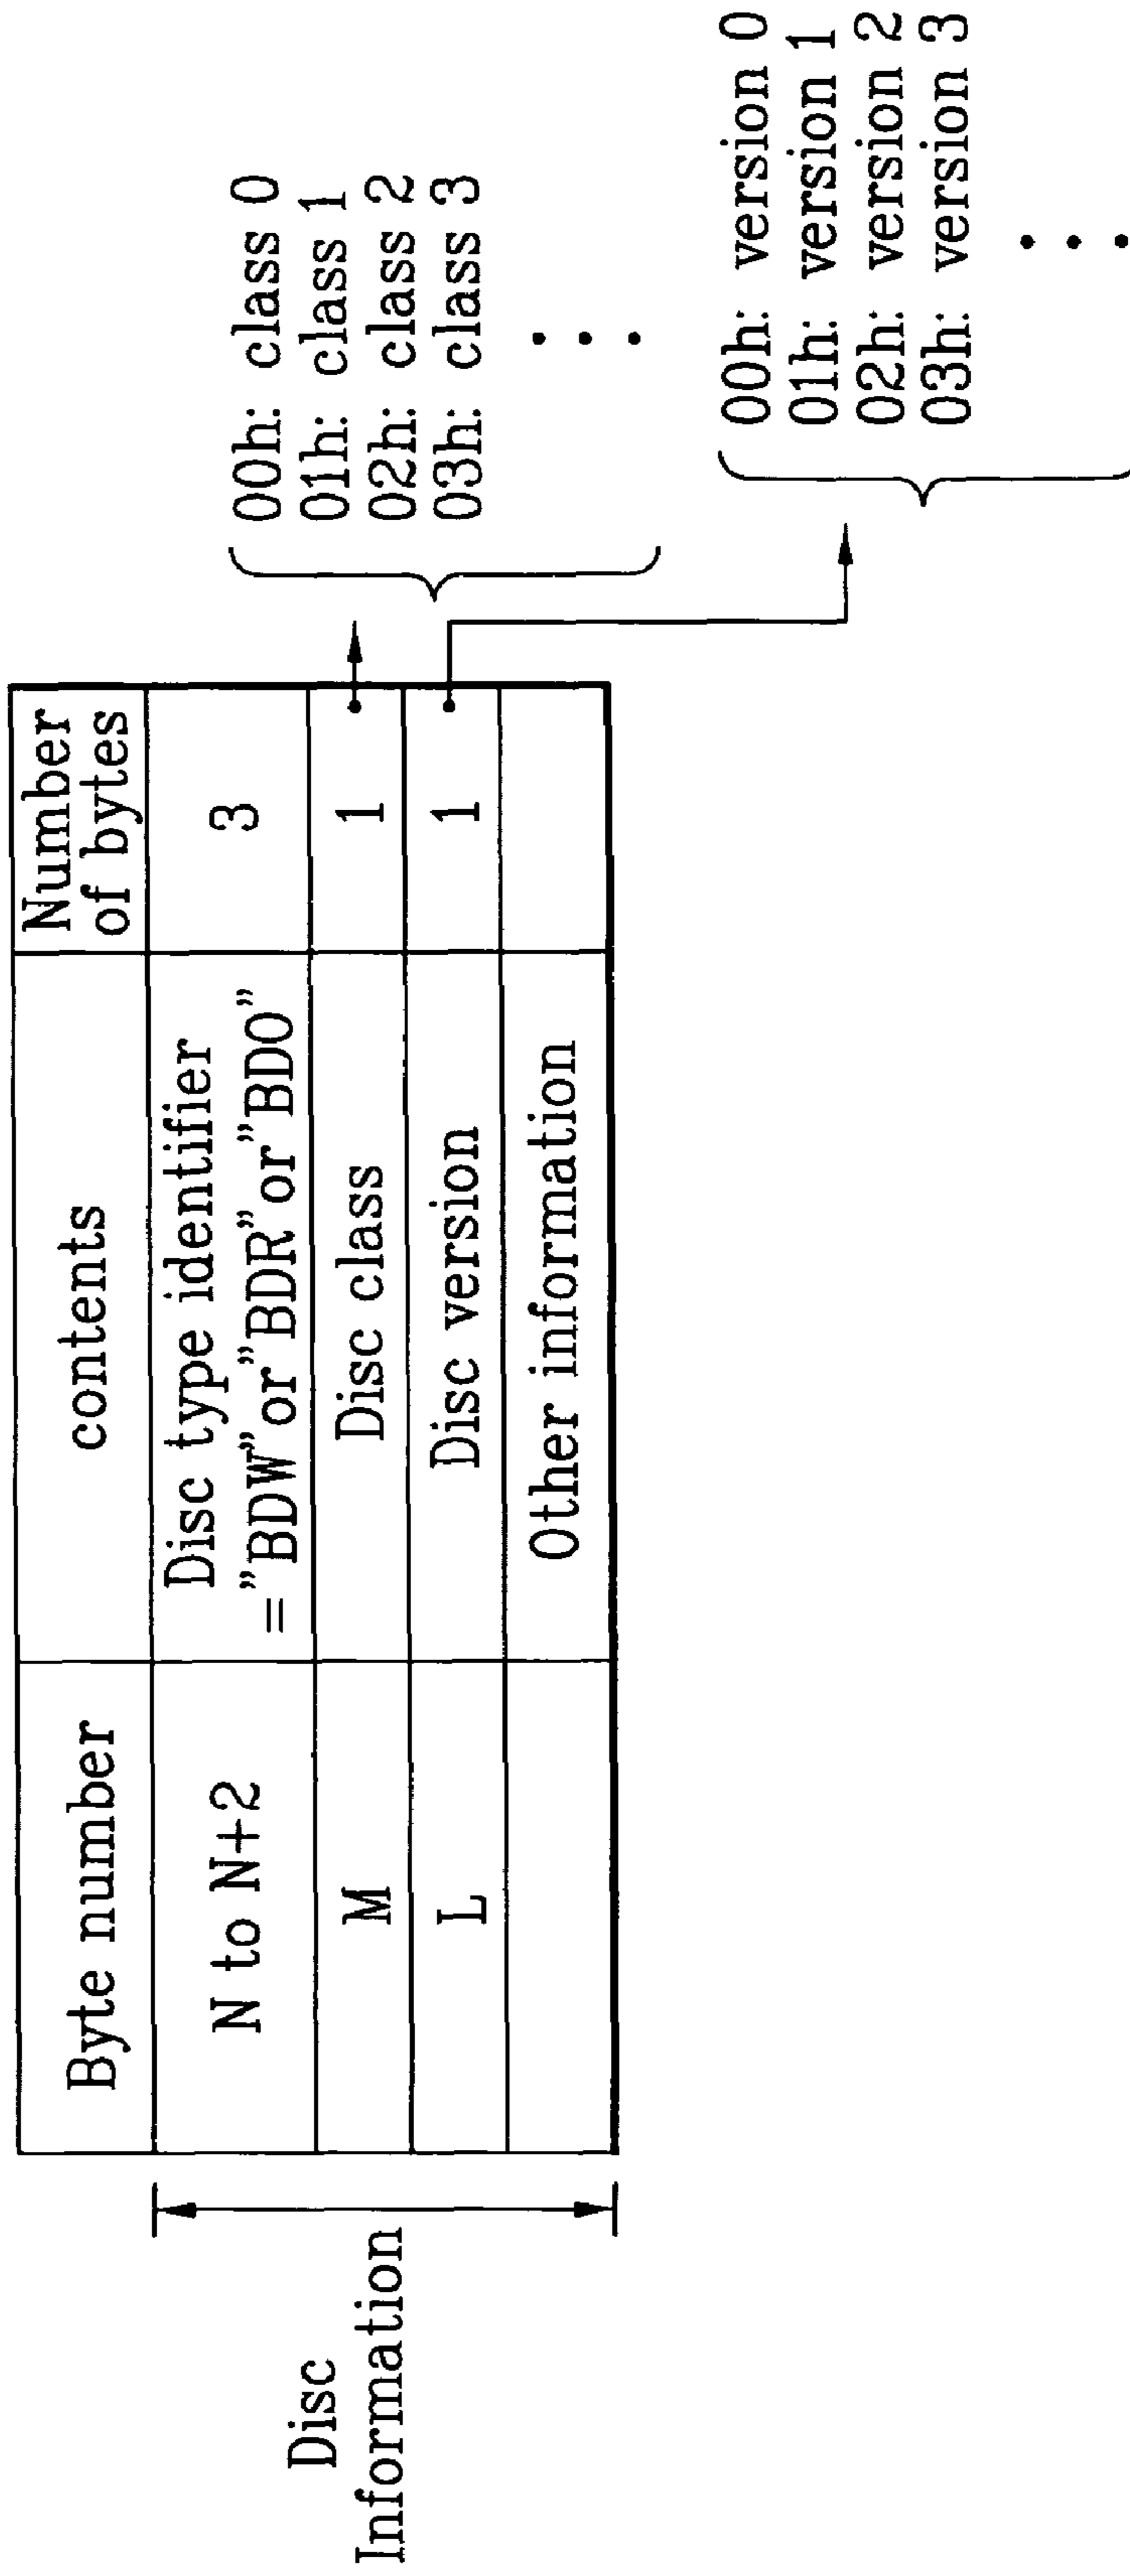 Disc
Information
Byte number
contents
Number
of bytes
N to N+2
Disc type identifier
="BDW"or"BDR"or"BDO"
3
M
Disc class
1
L
Disc version
1
Other information
00h: class 0
01h: class 1
02h: class 2
03h: class 3
00h: version 0
01h: version 1
02h: version 2
03h: version 3